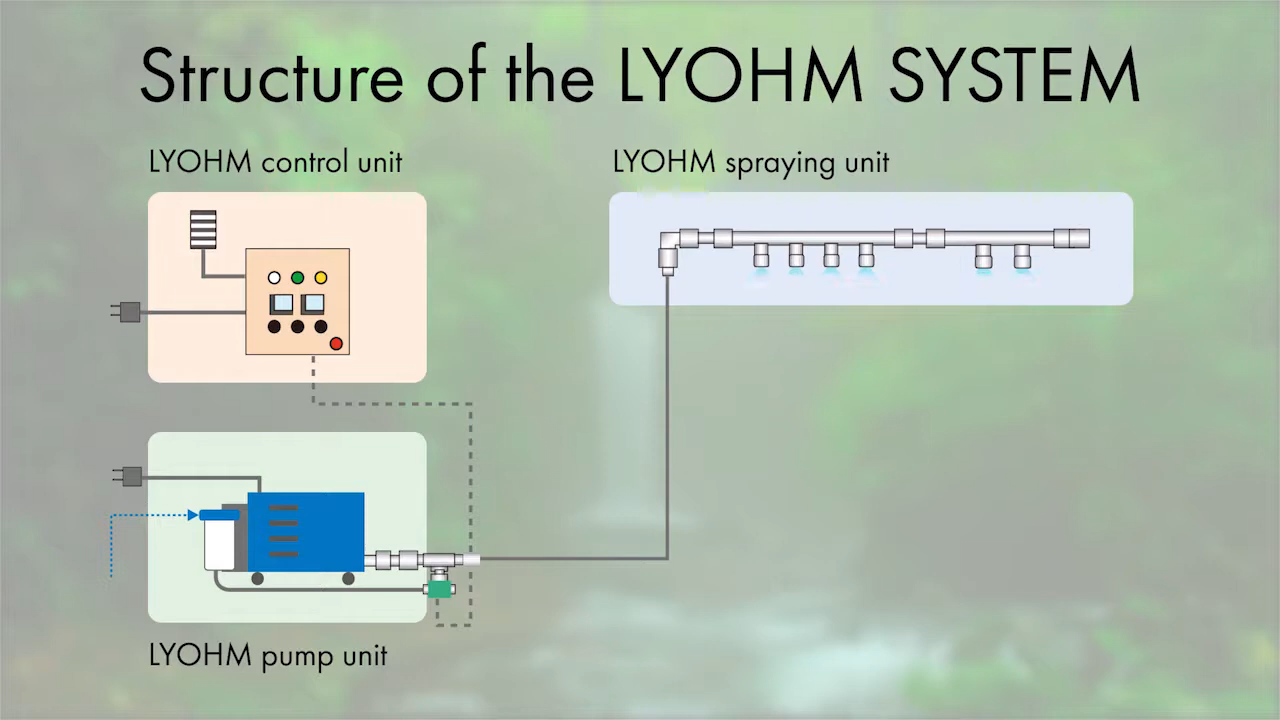 Structure of the LYOHM SYSTEM
LYOHM control unit
LYOHM spraying unit
LYOHM pump unit